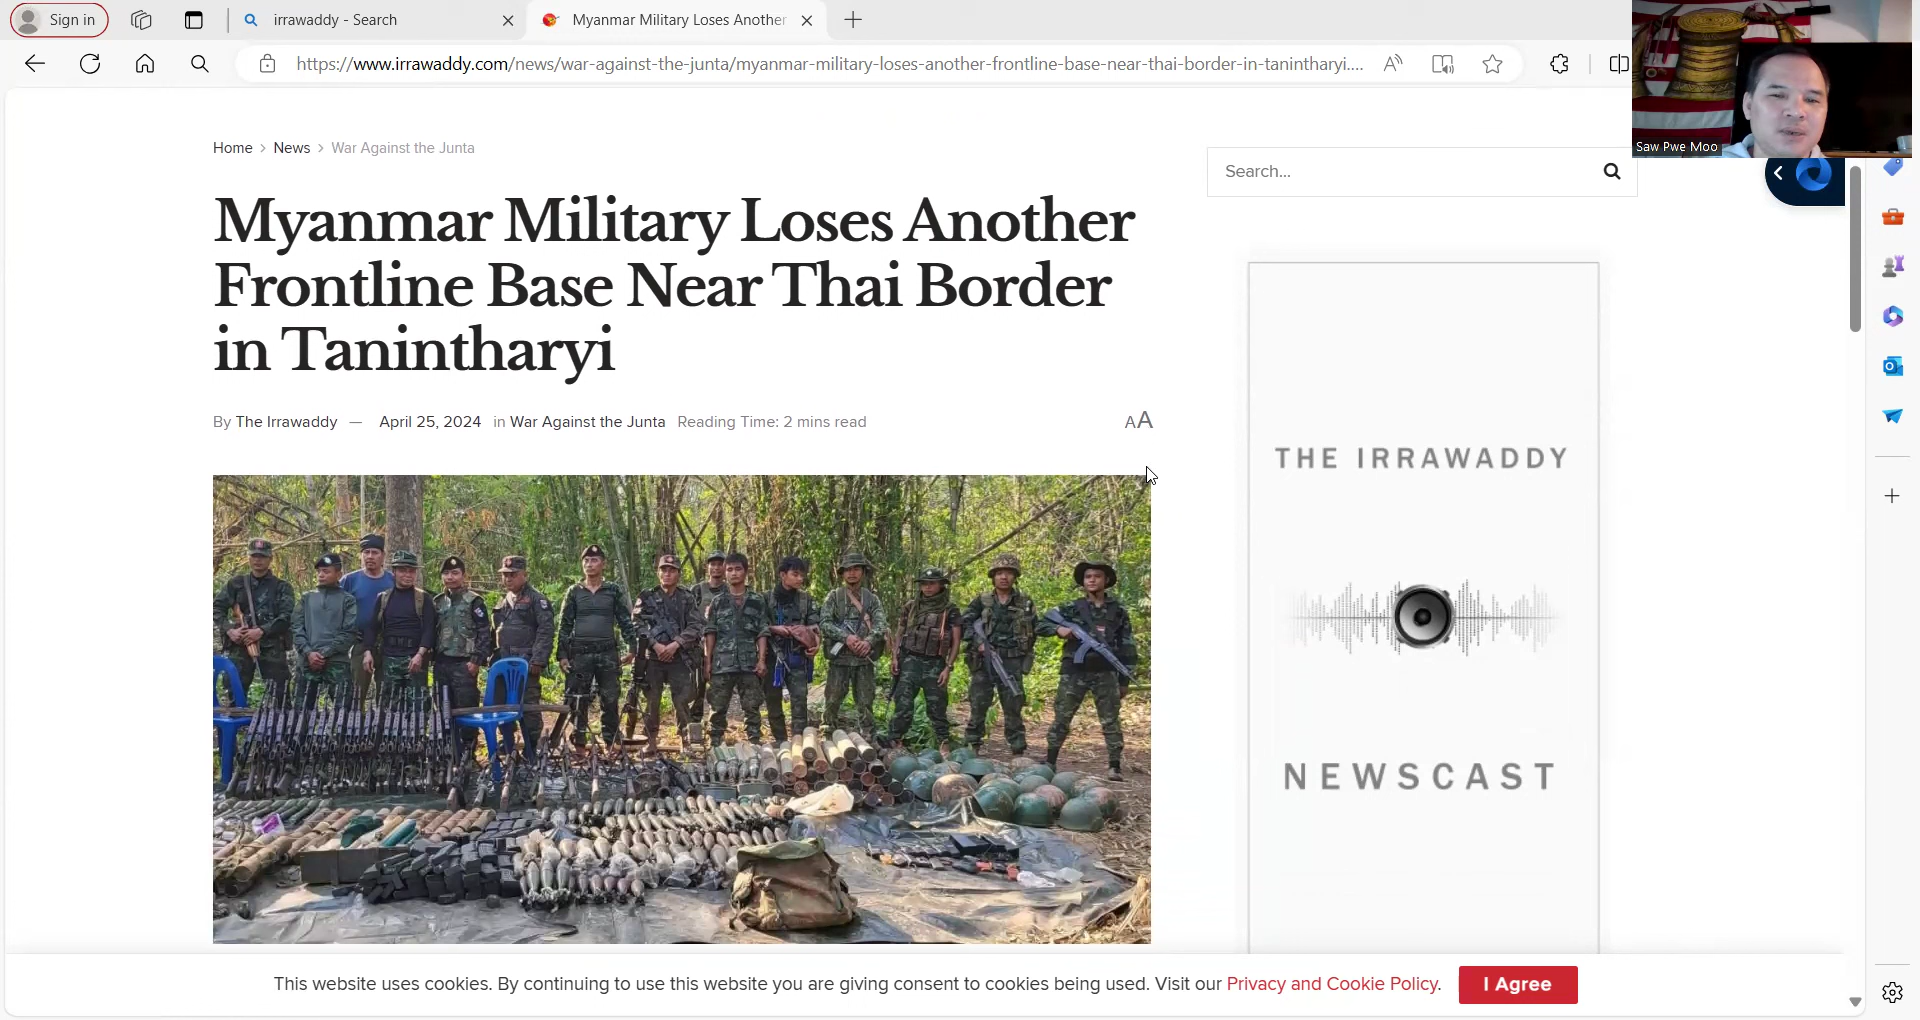 Sign in
irrawaddy - Search
Myanmar Military Loses Another
https://www.irrawaddy.com/news/war-against-the-junta/myanmar-military-loses-another-frontline-base-near-thai-border-in-tanintharyi....
Saw Pwe Moo
Home > News > War Against the Junta
Search...
Myanmar Military Loses Another
Frontline Base Near Thai Border
in Tanintharyi
By The Irrawaddy — April 25, 2024 in War Against the Junta Reading Time: 2 mins read
AA
THE IRRAWADDY
NEWSCAST
This website uses cookies. By continuing to use this website you are giving consent to cookies being used. Visit our Privacy and Cookie Policy.
I Agree